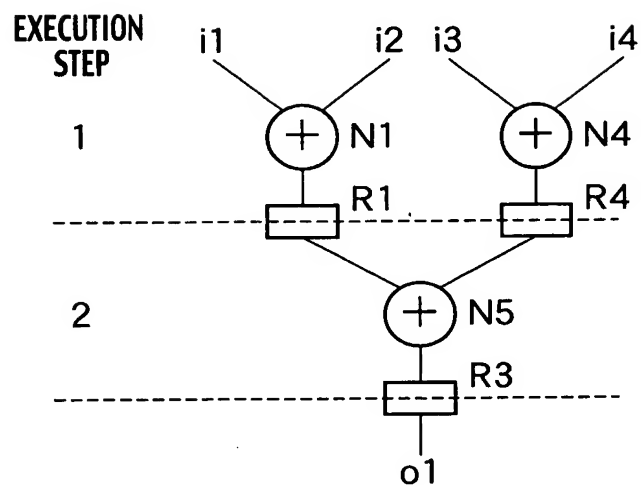 EXECUTION
STEP
i1 i2 i3 i4
1 + N1 + N4
R1 R4
2 + N5
R3
o1